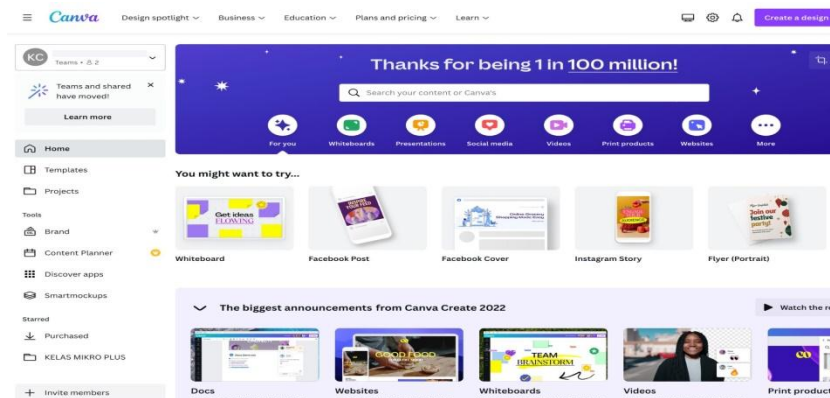 Canva
Design spotlight Business Education Plans and pricing Learn
Create a design
KC
Teams • 2
Teams and shared have moved!
Learn more
Home
Templates
Projects
Tools
Brand
Content Planner
Discover apps
Smartmockups
Starred
Purchased
KELAS MIKRO PLUS
Invite members
Thanks for being 1 in 100 million!
Search your content or Canva's
For you Whiteboards Presentations Social media Videos Print products Websites More
You might want to try...
Get ideas
FLOWING
Join our
festive
party!
Whiteboard Facebook Post Facebook Cover Instagram Story Flyer (Portrait)
The biggest announcements from Canva Create 2022
Watch the re
GOOD FOOD
TEAM
BRAINSTORM
Docs Websites Whiteboards Videos Print product